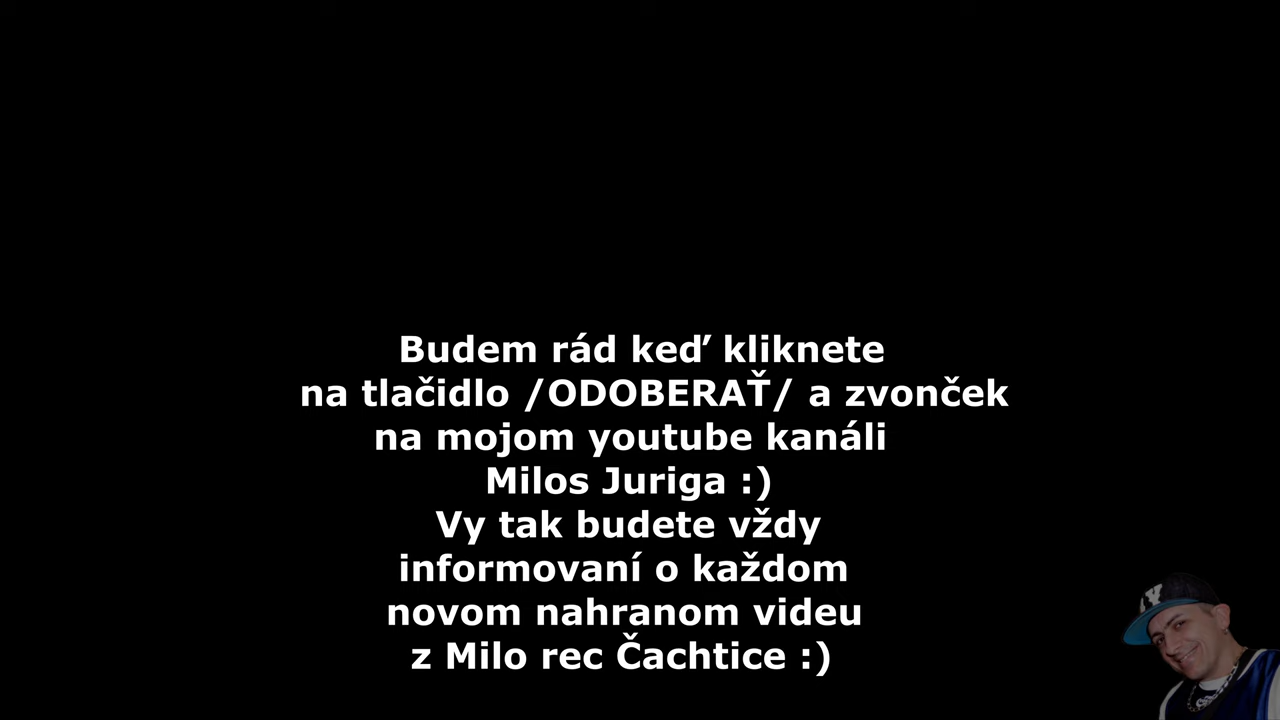 Budem rád keď kliknete
na tlačidlo /ODOBERAŤ/ a zvonček
na mojom youtube kanáli
Milos Juriga :)
Vy tak budete vždy
informovaní o každom
novom nahranom videu
z Milo rec Čachtice :)